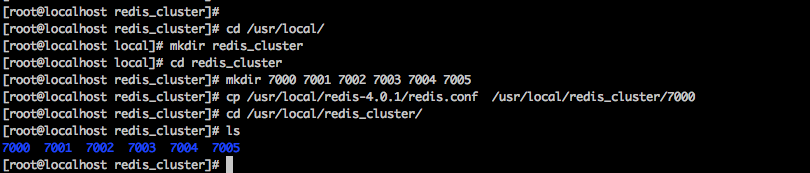 [root@localhost redis_cluster]#
[root@localhost redis_cluster]# cd /usr/local/
[root@localhost local]# mkdir redis_cluster
[root@localhost local]# cd redis_cluster
[root@localhost redis_cluster]# mkdir 7000 7001 7002 7003 7004 7005
[root@localhost redis_cluster]# cp /usr/local/redis-4.0.1/redis.conf  /usr/local/redis_cluster/7000
[root@localhost redis_cluster]# cd /usr/local/redis_cluster/
[root@localhost redis_cluster]# ls
7000  7001  7002  7003  7004  7005
[root@localhost redis_cluster]#